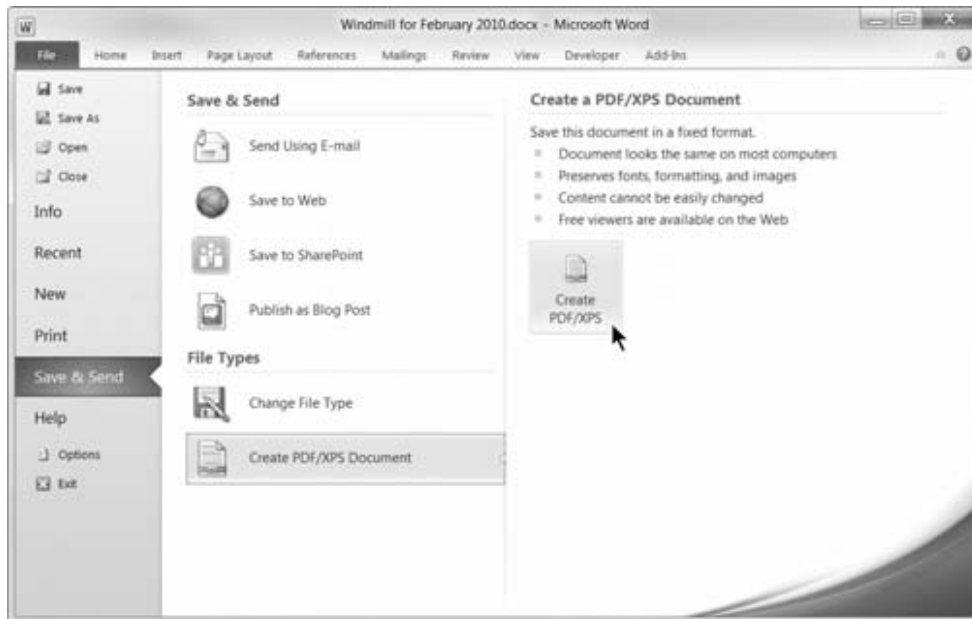 W
Windmill for February 2010.docx - Microsoft Word
File Home Insert Page Layout References Mailings Review View Developer Add-Ins
Save
Save As
Open
Close
Info
Recent
New
Print
Save & Send
Help
Options
Exit
Save & Send
Send Using E-mail
Save to Web
Save to SharePoint
Publish as Blog Post
File Types
Change File Type
Create PDF/XPS Document
Create a PDF/XPS Document
Save this document in a fixed format.
Document looks the same on most computers
Preserves fonts, formatting, and images
Content cannot be easily changed
Free viewers are available on the Web
Create
PDF/XPS